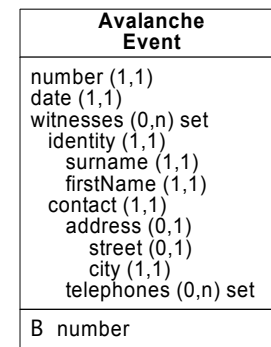 Avalanche
Event
number (1,1)
date (1,1)
witnesses (0,n) set
identity (1,1)
surname (1,1)
firstName (1,1)
contact (1,1)
address (0,1)
street (0,1)
city (1,1)
telephones (0,n) set
B number